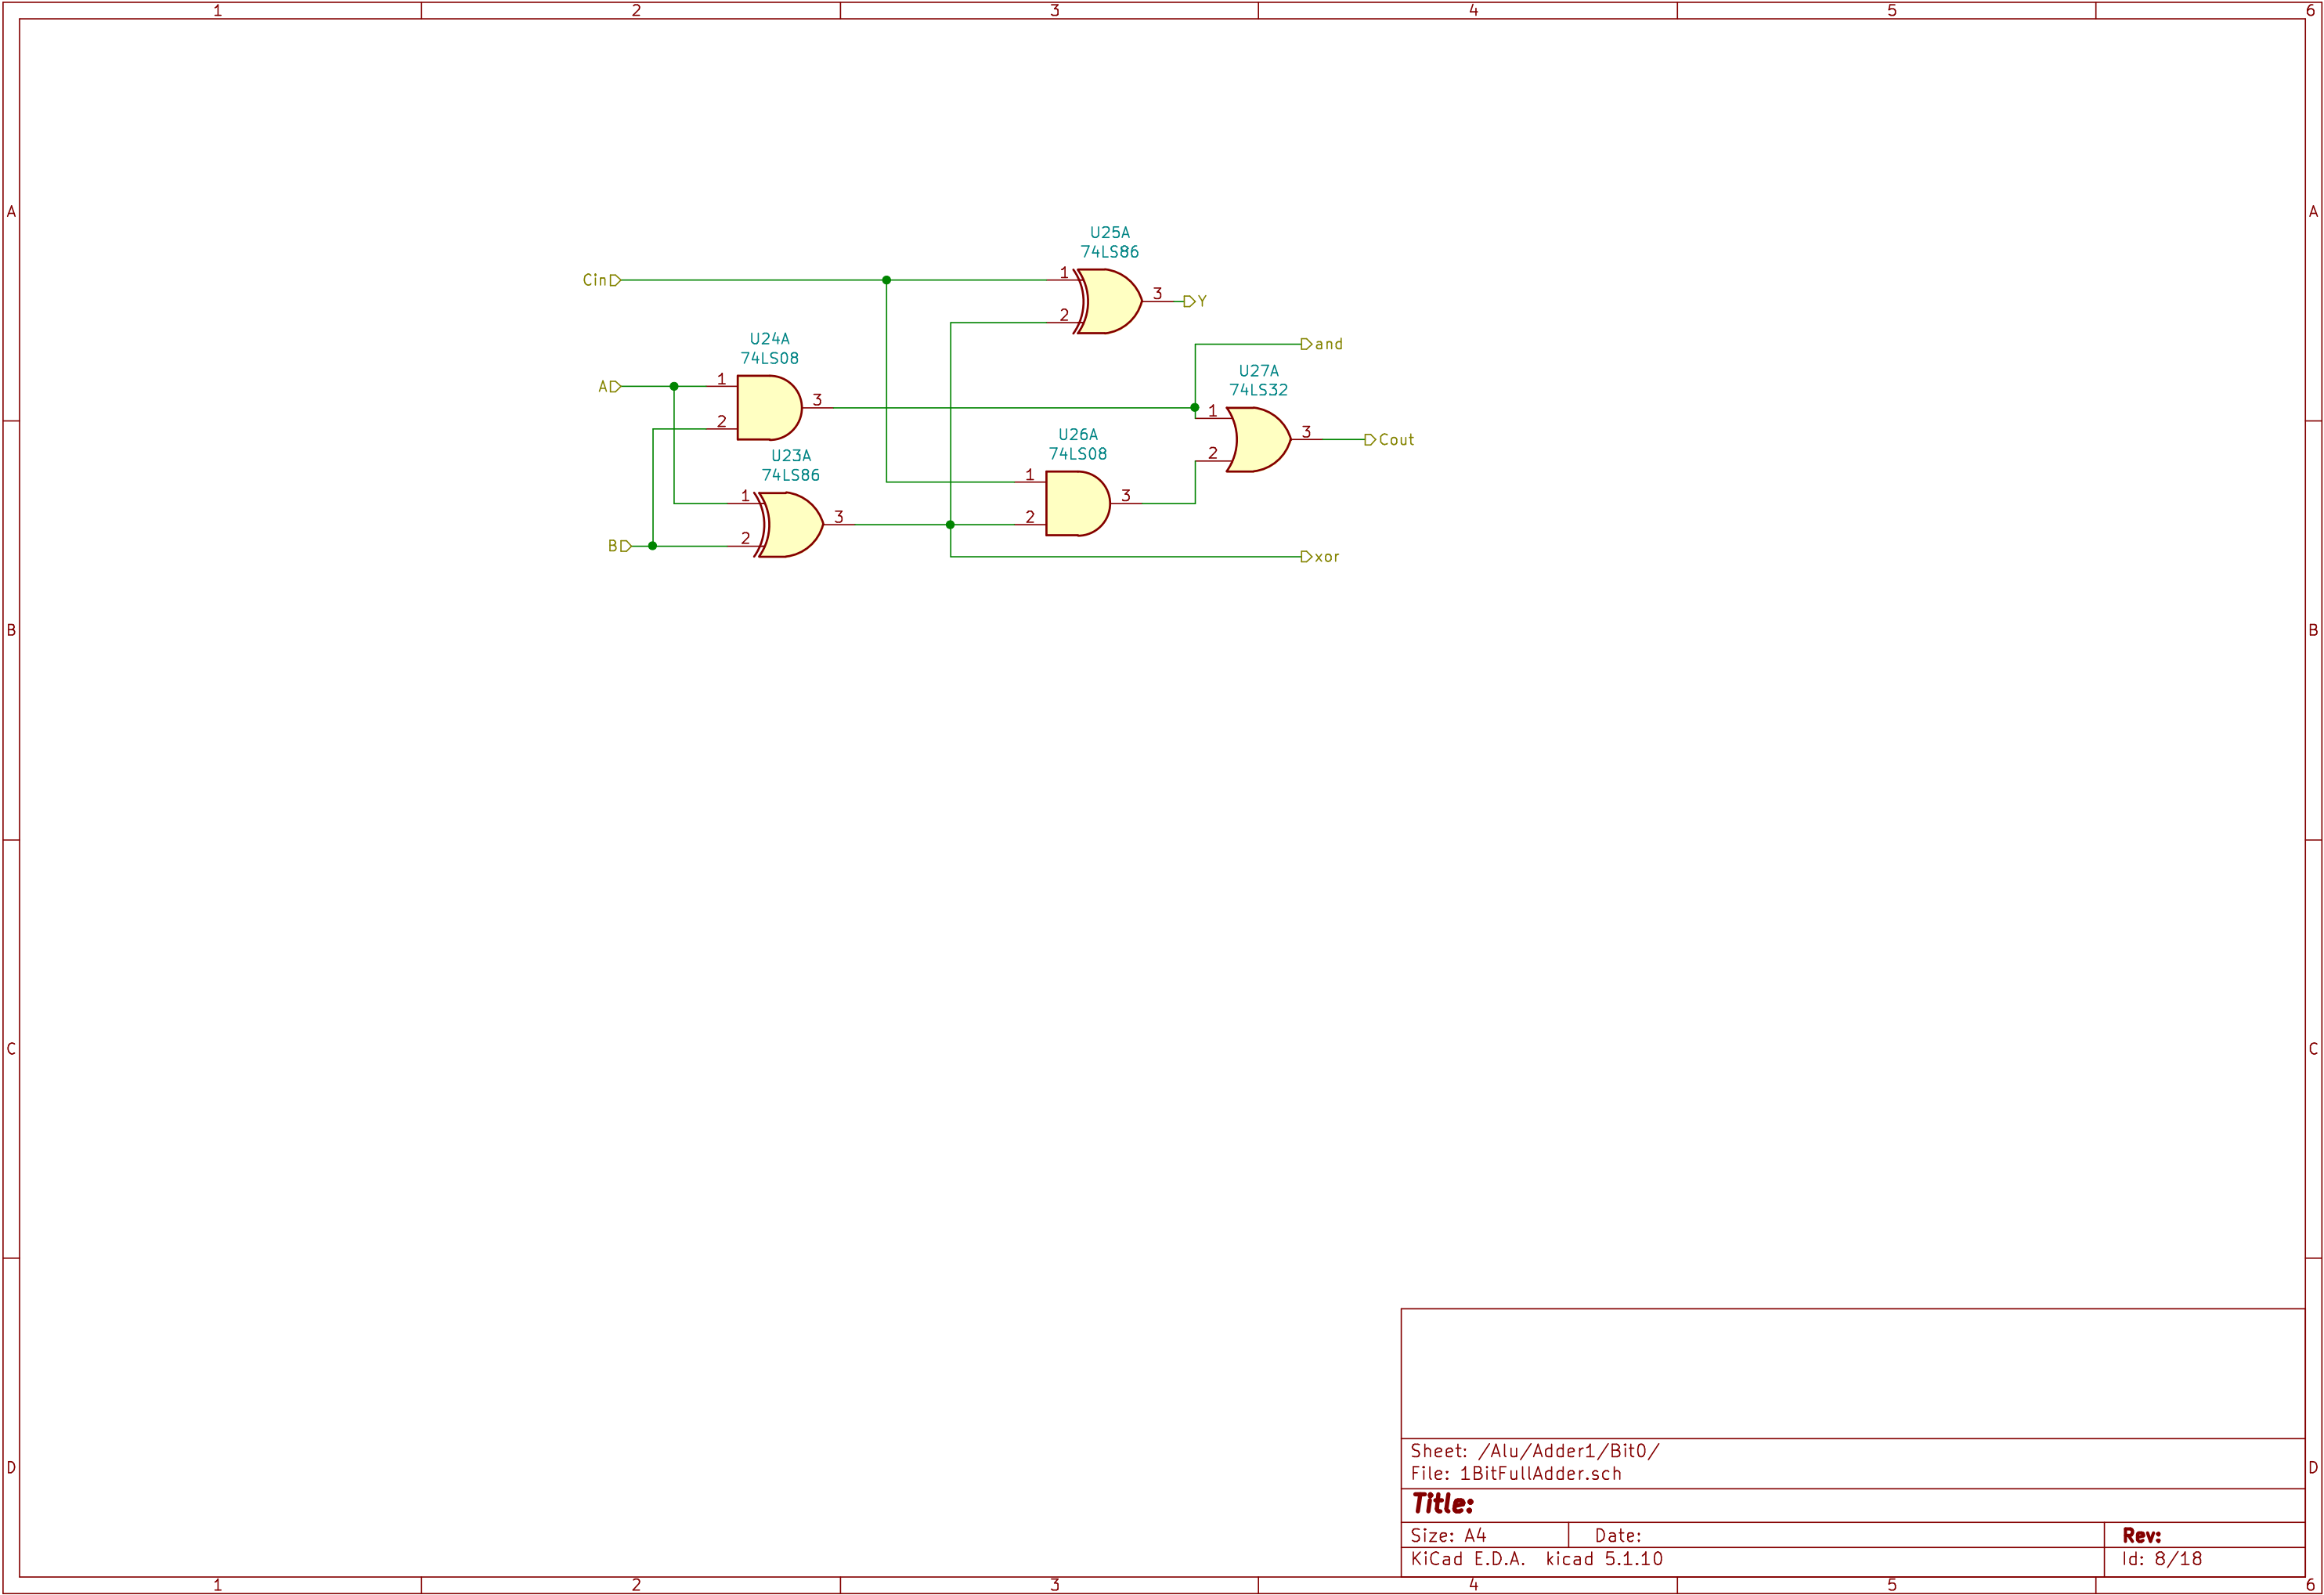 1 2 3 4 5 6
A A
U25A
74LS86
Cin 1
3 Y
2
U24A
74LS08
and
U27A
74LS32
A 1
3
1
2
U26A
74LS08
3 Cout
U23A
74LS86
2
1
1
3
3
2
B 2
xor
B B
C C
Sheet: /Alu/Adder1/Bit0/
File: 1BitFullAdder.sch
D D
Title:
Size: A4 Date: Rev:
KiCad E.D.A. kicad 5.1.10 Id: 8/18
1 2 3 4 5 6